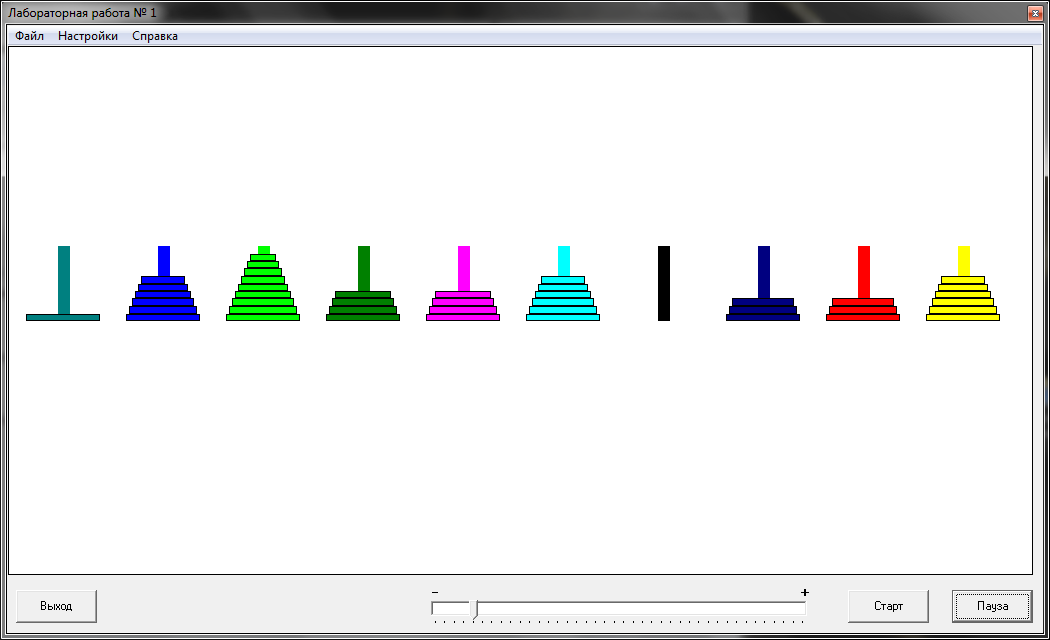 Лабораторная работа № 1
Файл Настройки Справка
− +
Выход Старт Пауза